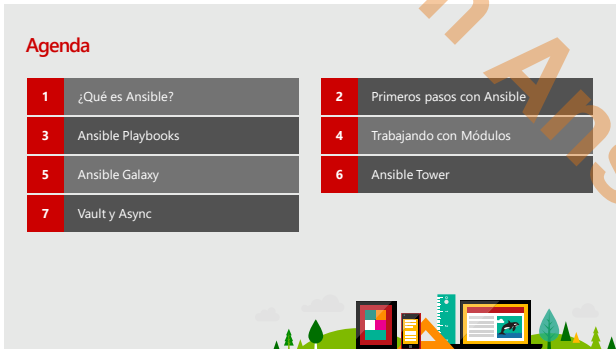 Agenda
1 ¿Qué es Ansible?
2 Primeros pasos con Ansible
3 Ansible Playbooks
4 Trabajando con Módulos
5 Ansible Galaxy
6 Ansible Tower
7 Vault y Async